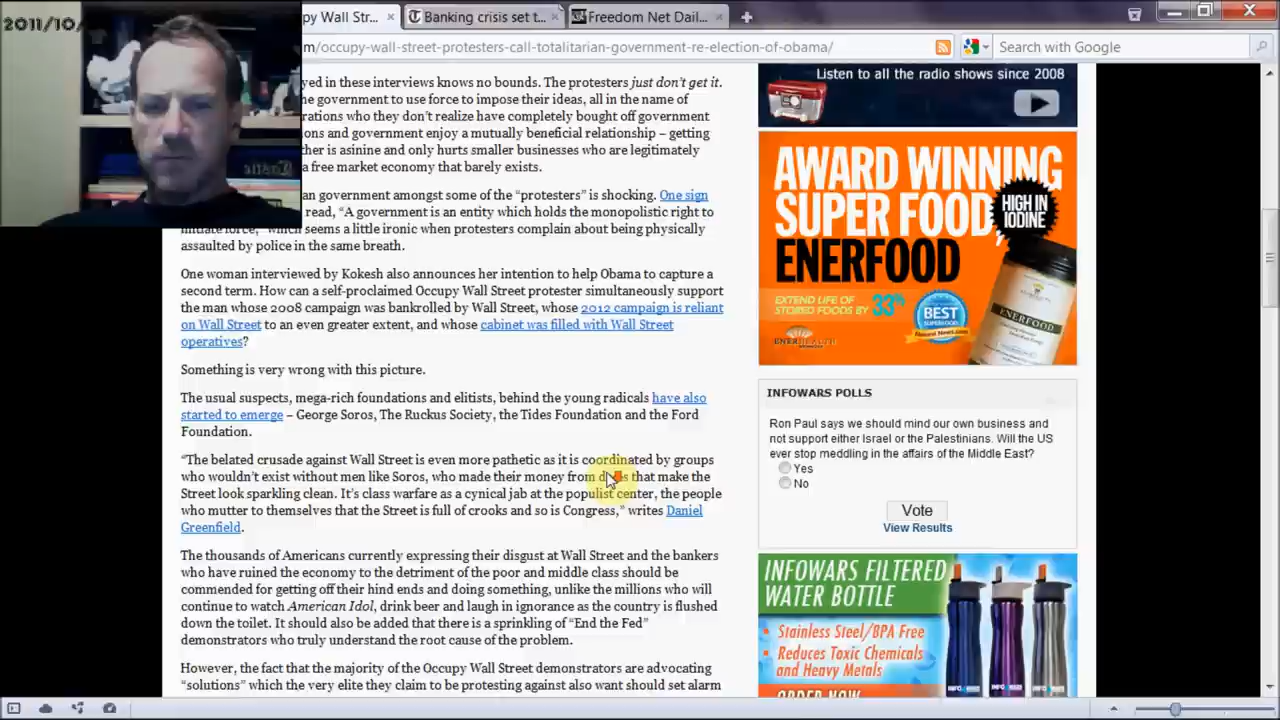 2011/10/
py Wall Str...
Banking crisis set t...
Freedom Net Dail...
m/occupy-wall-street-protesters-call-totalitarian-government-re-election-of-obama/
Search with Google
yed in these interviews knows no bounds. The protesters just don't get it.
he government to use force to impose their ideas, all in the name of
rations who they don't realize have completely bought off government
ons and government enjoy a mutually beneficial relationship – getting
ther is asinine and only hurts smaller businesses who are legitimately
a free market economy that barely exists.
an government amongst some of the “protesters” is shocking. One sign
read, “A government is an entity which holds the monopolistic right to
initiate force,” which seems a little ironic when protesters complain about being physically
assaulted by police in the same breath.
One woman interviewed by Kokesh also announces her intention to help Obama to capture a
second term. How can a self-proclaimed Occupy Wall Street protester simultaneously support
the man whose 2008 campaign was bankrolled by Wall Street, whose 2012 campaign is reliant
on Wall Street to an even greater extent, and whose cabinet was filled with Wall Street
operatives?
Something is very wrong with this picture.
The usual suspects, mega-rich foundations and elitists, behind the young radicals have also
started to emerge – George Soros, The Ruckus Society, the Tides Foundation and the Ford
Foundation.
“The belated crusade against Wall Street is even more pathetic as it is coordinated by groups
who wouldn't exist without men like Soros, who made their money from that make the
Street look sparkling clean. It's class warfare as a cynical jab at the populist center, the people
who mutter to themselves that the Street is full of crooks and so is Congress,” writes Daniel
Greenfield.
The thousands of Americans currently expressing their disgust at Wall Street and the bankers
who have ruined the economy to the detriment of the poor and middle class should be
commended for getting off their hind ends and doing something, unlike the millions who will
continue to watch American Idol, drink beer and laugh in ignorance as the country is flushed
down the toilet. It should also be added that there is a sprinkling of “End the Fed”
demonstrators who truly understand the root cause of the problem.
However, the fact that the majority of the Occupy Wall Street demonstrators are advocating
“solutions” which the very elite they claim to be protesting against also want should set alarm
Listen to all the radio shows since 2008
AWARD WINNING
SUPER FOOD,
ENERFOOD
HIGH IN
IODINE
EXTEND LIFE OF
STORED FOODS BY 33%
BEST
ENERFOOD
INFOWARS POLLS
Ron Paul says we should mind our own business and
not support either Israel or the Palestinians. Will the US
ever stop meddling in the affairs of the Middle East?
Yes
No
Vote
View Results
INFOWARS FILTERED
WATER BOTTLE
• Stainless Steel/BPA Free
• Reduces Toxic Chemicals
and Heavy Metals
ORDER NOW